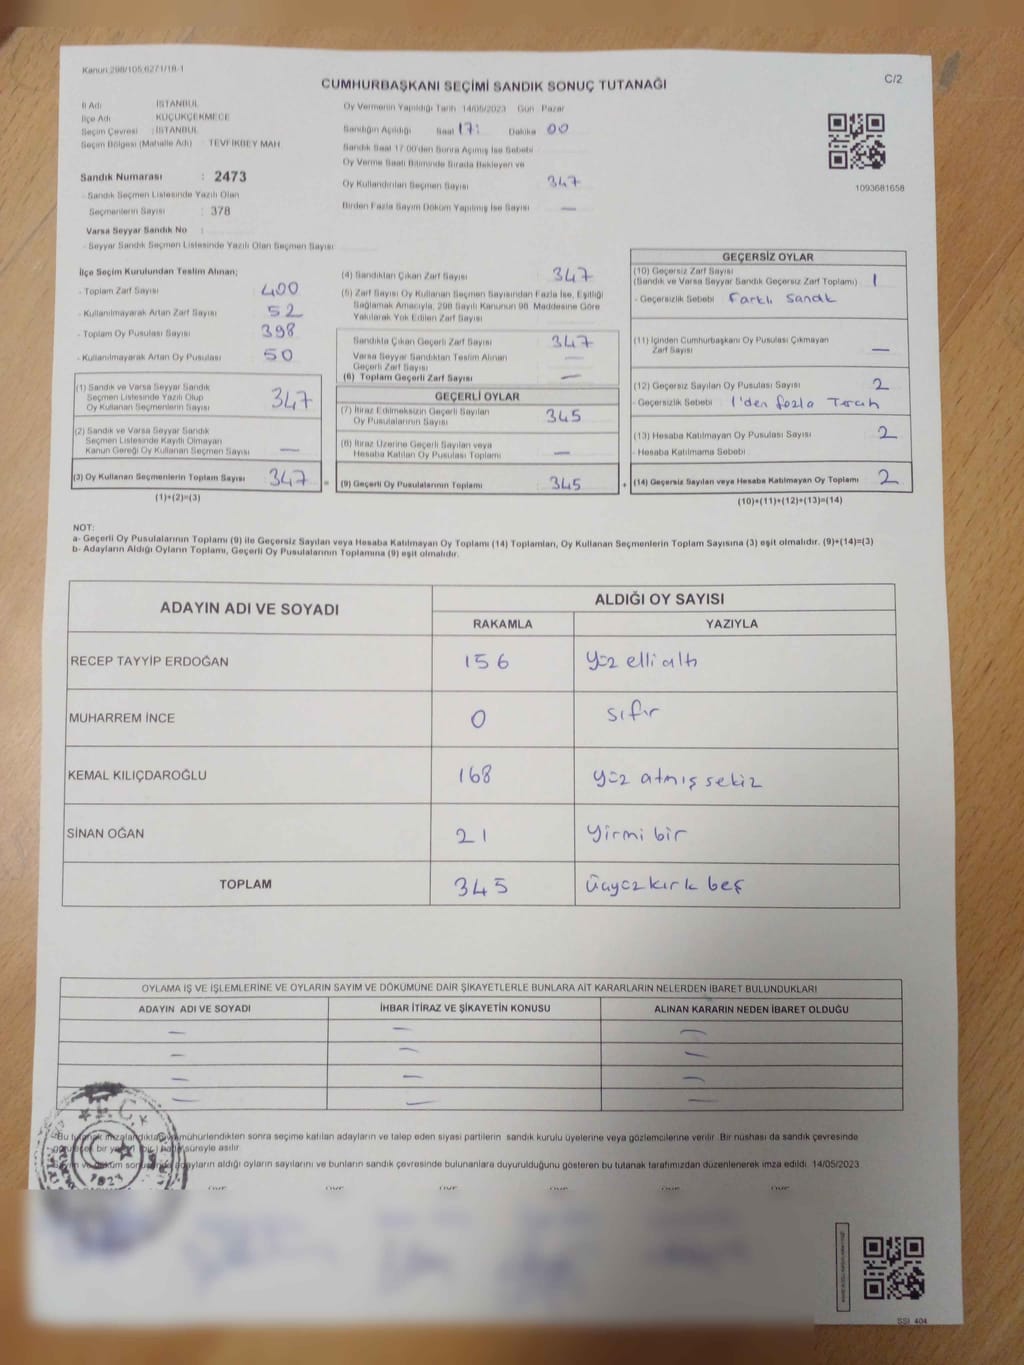 Kanun 298/105,6271/18-1
C/2
CUMHURBAŞKANI SEÇİMİ SANDIK SONUÇ TUTANAĞI
İl Adı : İSTANBUL
İlçe Adı : KÜÇÜKÇEKMECE
Seçim Çevresi : İSTANBUL
Seçim Bölgesi (Mahalle Adı) : TEVFİKBEY MAH.
Sandık Numarası : 2473
- Sandık Seçmen Listesinde Yazılı Olan
Seçmenlerin Sayısı : 378
Varsa Seyyar Sandık No :
- Seyyar Sandık Seçmen Listesinde Yazılı Olan Seçmen Sayısı
Oy Vermenin Yapıldığı Tarih 14/05/2023 Gün Pazar
Sandığın Açıldığı Saat 17: Dakika 00
Sandık Saat 17.00'den Sonra Açılmış İse Sebebi
Oy Verme Saati Bitiminde Sırada Bekleyen ve
Oy Kullandırılan Seçmen Sayısı 347
Birden Fazla Sayım Döküm Yapılmış İse Sayısı —
1093681658
İlçe Seçim Kurulundan Teslim Alınan;
- Toplam Zarf Sayısı 400
- Kullanılmayarak Artan Zarf Sayısı 52
- Toplam Oy Pusulası Sayısı 398
- Kullanılmayarak Artan Oy Pusulası 50
(1) Sandık ve Varsa Seyyar Sandık
Seçmen Listesinde Yazılı Olup
Oy Kullanan Seçmenlerin Sayısı 347
(2) Sandık ve Varsa Seyyar Sandık
Seçmen Listesinde Kayıtlı Olmayan
Kanun Gereği Oy Kullanan Seçmen Sayısı —
(3) Oy Kullanan Seçmenlerin Toplam Sayısı 347 =
(1)+(2)=(3)
(4) Sandıktan Çıkan Zarf Sayısı 347
(5) Zarf Sayısı Oy Kullanan Seçmen Sayısından Fazla İse, Eşitliği
Sağlamak Amacıyla, 298 Sayılı Kanunun 98. Maddesine Göre
Yakılarak Yok Edilen Zarf Sayısı
Sandıkta Çıkan Geçerli Zarf Sayısı 347
Varsa Seyyar Sandıktan Teslim Alınan
Geçerli Zarf Sayısı —
(6) Toplam Geçerli Zarf Sayısı —
GEÇERLİ OYLAR
(7) İtiraz Edilmeksizin Geçerli Sayılan
Oy Pusulalarının Sayısı 345
(8) İtiraz Üzerine Geçerli Sayılan veya
Hesaba Katılan Oy Pusulası Toplamı —
(9) Geçerli Oy Pusulalarının Toplamı 345 +
GEÇERSİZ OYLAR
(10) Geçersiz Zarf Sayısı
(Sandık ve Varsa Seyyar Sandık Geçersiz Zarf Toplamı) 1
- Geçersizlik Sebebi Farklı Sandık
(11) İçinden Cumhurbaşkanı Oy Pusulası Çıkmayan
Zarf Sayısı —
(12) Geçersiz Sayılan Oy Pusulası Sayısı 2
- Geçersizlik Sebebi 1'den fazla Tercih
(13) Hesaba Katılmayan Oy Pusulası Sayısı 2
- Hesaba Katılmama Sebebi
(14) Geçersiz Sayılan veya Hesaba Katılmayan Oy Toplamı 2
(10)+(11)+(12)+(13)=(14)
NOT:
a- Geçerli Oy Pusulalarının Toplamı (9) ile Geçersiz Sayılan veya Hesaba Katılmayan Oy Toplamı (14) Toplamları, Oy Kullanan Seçmenlerin Toplam Sayısına (3) eşit olmalıdır. (9)+(14)=(3)
b- Adayların Aldığı Oyların Toplamı, Geçerli Oy Pusulalarının Toplamına (9) eşit olmalıdır.
ADAYIN ADI VE SOYADI
ALDIĞI OY SAYISI
RAKAMLA YAZIYLA
RECEP TAYYİP ERDOĞAN 156 Yüz elli altı
MUHARREM İNCE 0 sıfır
KEMAL KILIÇDAROĞLU 168 yüz atmış sekiz
SİNAN OĞAN 21 yirmi bir
TOPLAM 345 Üçyüz kırk beş
OYLAMA İŞ VE İŞLEMLERİNE VE OYLARIN SAYIM VE DÖKÜMÜNE DAİR ŞİKAYETLERLE BUNLARA AİT KARARLARIN NELERDEN İBARET BULUNDUKLARI
ADAYIN ADI VE SOYADI İHBAR İTİRAZ VE ŞİKAYETİN KONUSU ALINAN KARARIN NEDEN İBARET OLDUĞU
— — —
— — —
— — —
— — —
T.C.
1923
Bu tutanak imzalandıktan ve mühürlendikten sonra seçime katılan adayların ve talep eden siyasi partilerin sandık kurulu üyelerine veya gözlemcilerine verilir. Bir nüshası da sandık çevresinde
süreyle asılır.
adayların aldığı oyların sayılarını ve bunların sandık çevresinde bulunanlara duyurulduğunu gösteren bu tutanak tarafımızdan düzenlenerek imza edildi. 14/05/2023
SSI_404